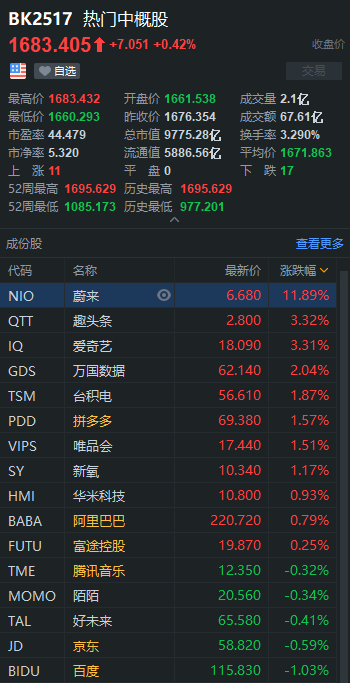 BK2517 热门中概股
1683.405 +7.051 +0.42% 收盘价
自选 交易
最高价 1683.432 开盘价 1661.538 成交量 2.1亿
最低价 1660.293 昨收价 1676.354 成交额 67.61亿
市盈率 44.479 总市值 9775.28亿 换手率 3.290%
市净率 5.320 流通值 5886.56亿 平均价 1671.863
上涨 11 平盘 0 下跌 17
52周最高 1695.629 历史最高 1695.629
52周最低 1085.173 历史最低 977.201
成份股 查看更多
代码 名称 最新价 涨跌幅
NIO 蔚来 6.680 11.89%
QTT 趣头条 2.800 3.32%
IQ 爱奇艺 18.090 3.31%
GDS 万国数据 62.140 2.04%
TSM 台积电 56.610 1.87%
PDD 拼多多 69.380 1.57%
VIPS 唯品会 17.440 1.51%
SY 新氧 10.340 1.17%
HMI 华米科技 10.800 0.93%
BABA 阿里巴巴 220.720 0.79%
FUTU 富途控股 19.870 0.25%
TME 腾讯音乐 12.350 -0.32%
MOMO 陌陌 20.560 -0.34%
TAL 好未来 65.580 -0.41%
JD 京东 58.820 -0.59%
BIDU 百度 115.830 -1.03%